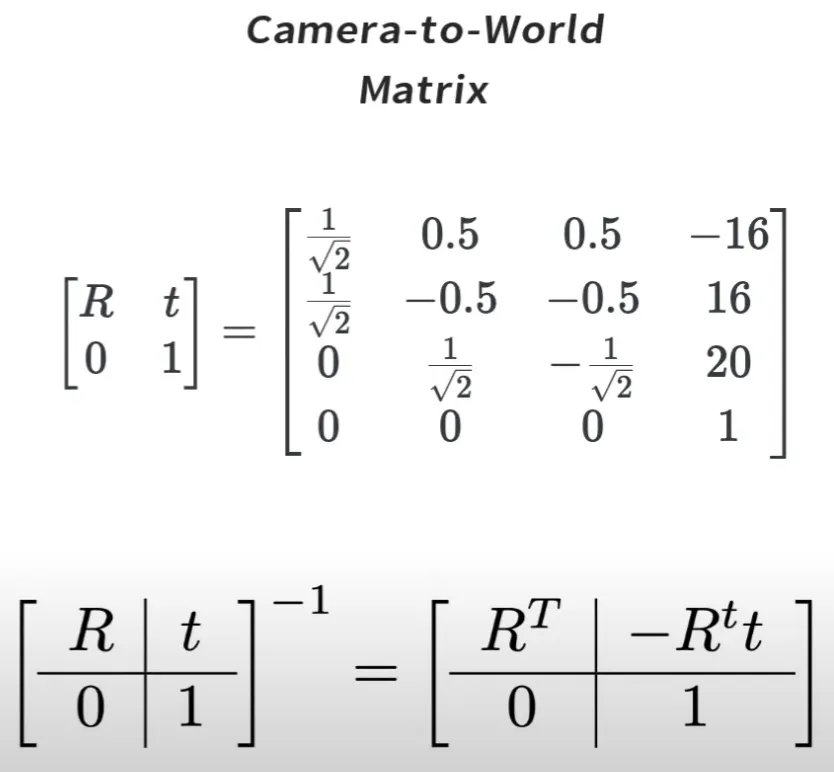 Camera-to-World
Matrix
\begin{bmatrix} R & t \\ 0 & 1 \end{bmatrix} = \begin{bmatrix} \frac{1}{\sqrt{2}} & 0.5 & 0.5 & -16 \\ \frac{1}{\sqrt{2}} & -0.5 & -0.5 & 16 \\ 0 & \frac{1}{\sqrt{2}} & -\frac{1}{\sqrt{2}} & 20 \\ 0 & 0 & 0 & 1 \end{bmatrix}
\left[\begin{array}{c|c} R & t \\ \hline 0 & 1 \end{array}\right]^{-1} = \left[\begin{array}{c|c} R^T & -R^t t \\ \hline 0 & 1 \end{array}\right]